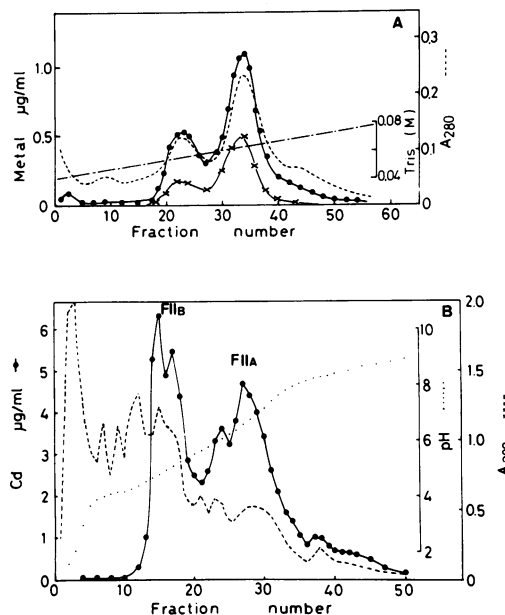 A
Metal µg/ml
1.0
0.5
0
0.08
0.04
Tris (M)
0.3
0.2
0.1
0
A280
0 10 20 30 40 50 60
Fraction number
B
FIIB
FIIA
Cd µg/ml
6
5
4
3
2
1
0
10
8
6
4
2
pH
2.0
1.5
1.0
0.5
0
0 10 20 30 40 50
Fraction number